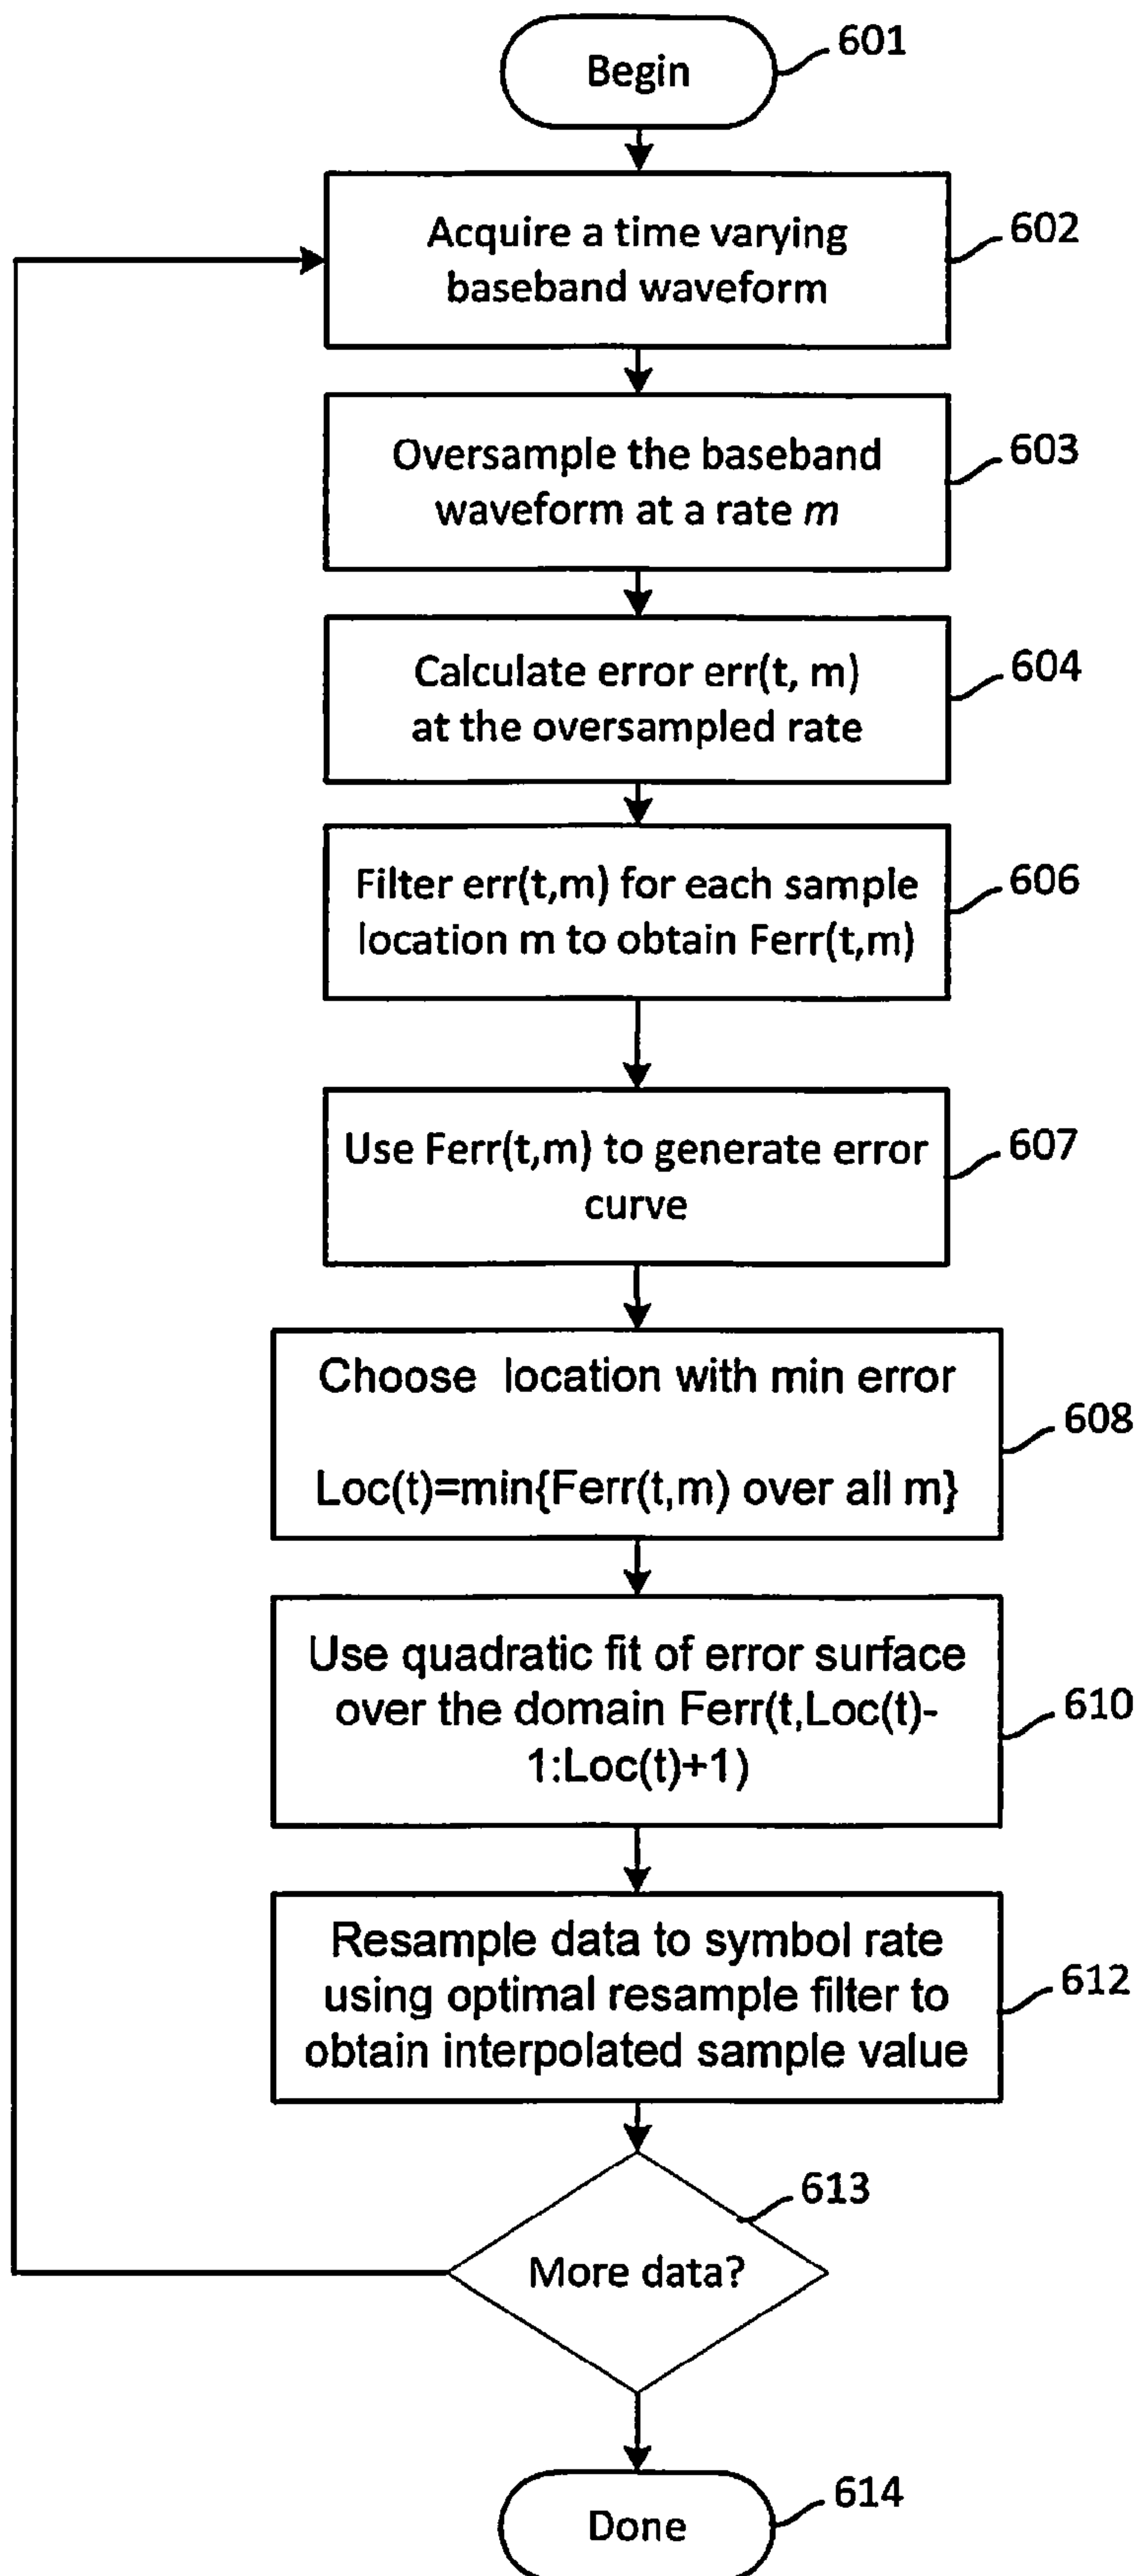 Begin
601
Acquire a time varying
baseband waveform
602
Oversample the baseband
waveform at a rate m
603
Calculate error err(t, m)
at the oversampled rate
604
Filter err(t,m) for each sample
location m to obtain Ferr(t,m)
606
Use Ferr(t,m) to generate error
curve
607
Choose location with min error
Loc(t)=min{Ferr(t,m) over all m}
608
Use quadratic fit of error surface
over the domain Ferr(t,Loc(t)-
1:Loc(t)+1)
610
Resample data to symbol rate
using optimal resample filter to
obtain interpolated sample value
612
More data?
613
Done
614